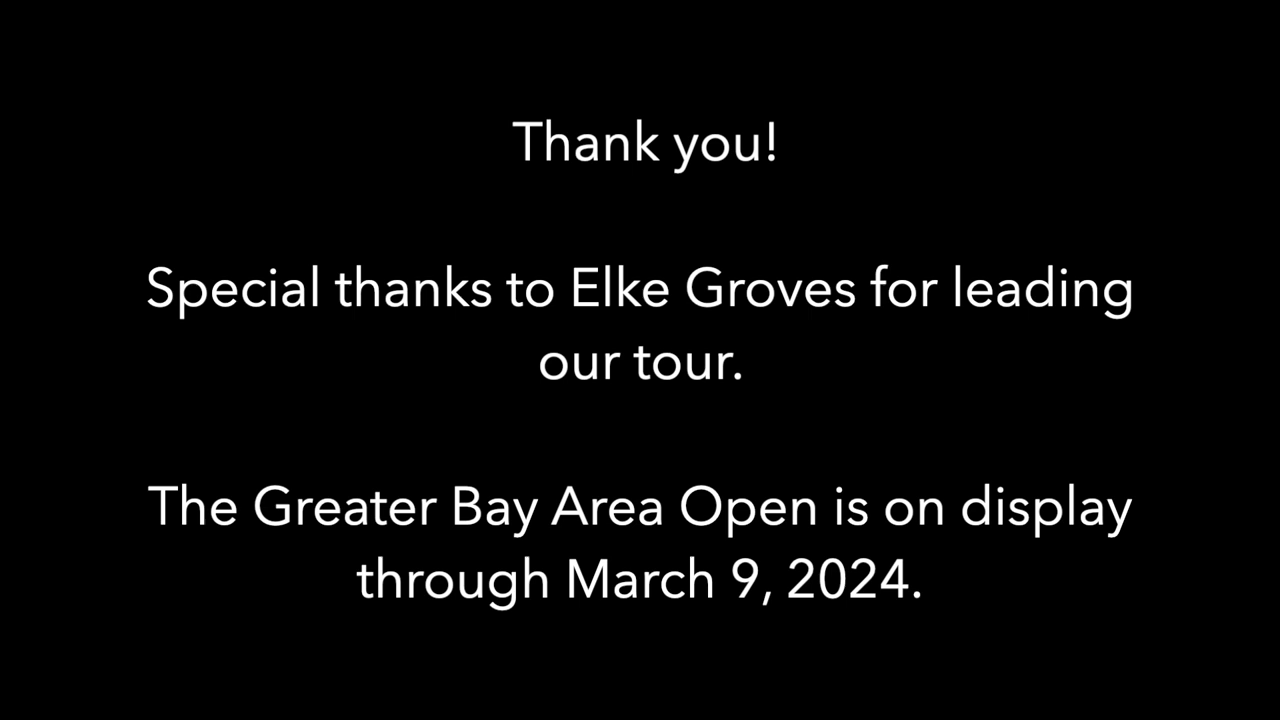 Thank you!
Special thanks to Elke Groves for leading
our tour.
The Greater Bay Area Open is on display
through March 9, 2024.